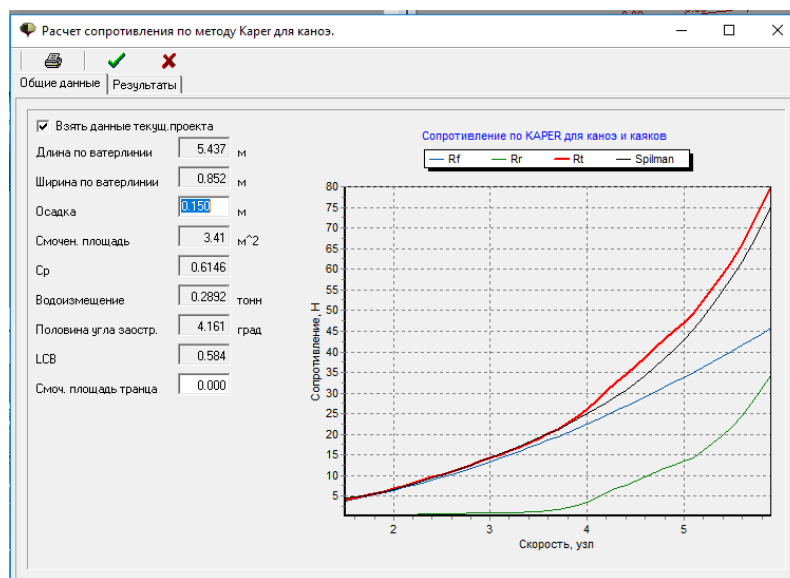 Расчет сопротивления по методу Kaper для каноэ.
Общие данные Результаты
Взять данные текущ.проекта
Длина по ватерлинии 5.437 м
Ширина по ватерлинии 0.852 м
Осадка 0.150 м
Смочен. площадь 3.41 м^2
Cp 0.6146
Водоизмещение 0.2892 тонн
Половина угла заостр. 4.161 град
LCB 0.584
Смоч. площадь транца 0.000
Сопротивление по KAPER для каноэ и каяков
Rf Rr Rt Spilman
Сопротивление, Н
80
75
70
65
60
55
50
45
40
35
30
25
20
15
10
5
2 3 4 5
Скорость, узл